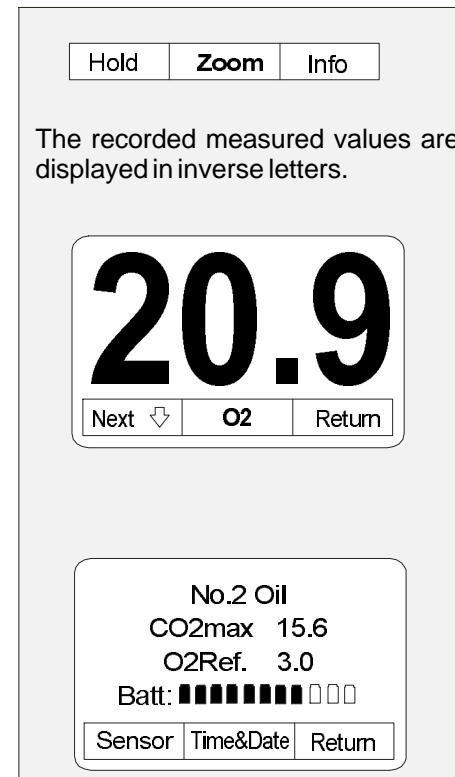 Hold Zoom Info
The recorded measured values are
displayed in inverse letters.
20.9
Next O2 Return
No.2 Oil
CO2max 15.6
O2Ref. 3.0
Batt:
Sensor Time&Date Return